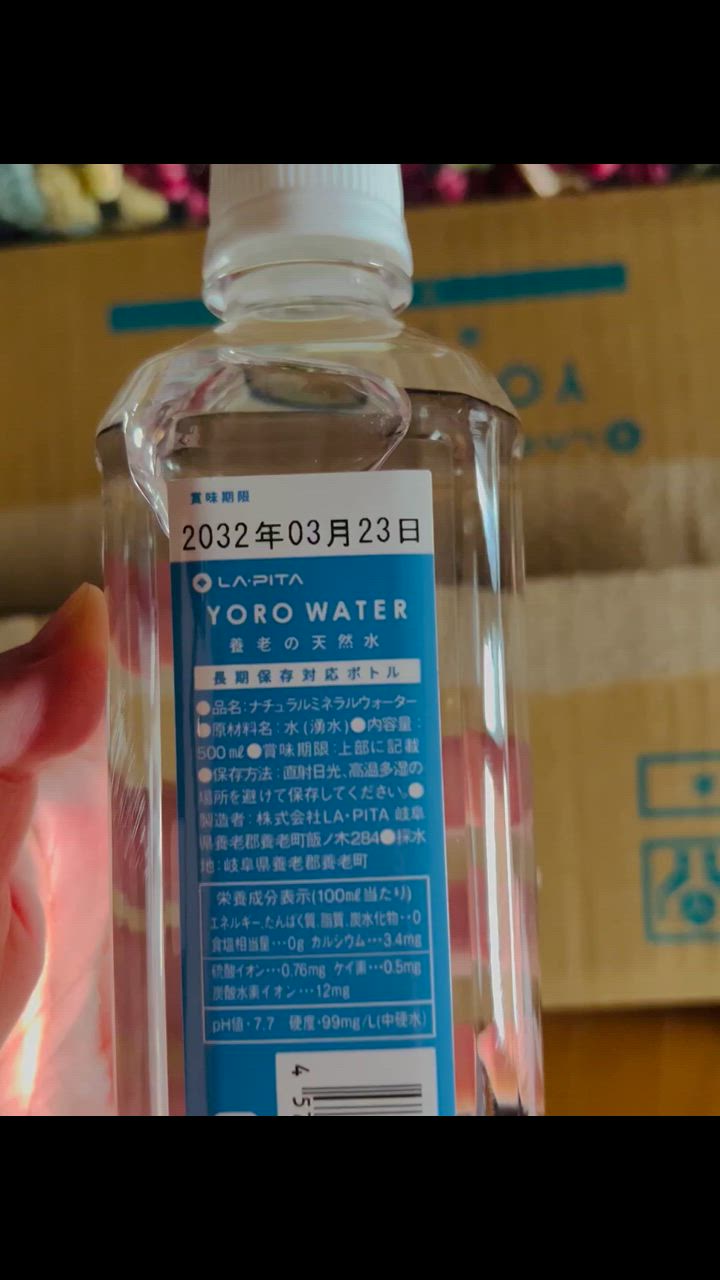 賞味期限
2032年03月23日
LA・PITA
YORO WATER
養老の天然水
長期保存対応ボトル
●品名:ナチュラルミネラルウォーター
●原材料名:水(湧水)●内容量:
500㎖●賞味期限:上部に記載
●保存方法:直射日光、高温多湿の
場所を避けて保存してください。●
製造者:株式会社LA・PITA 岐阜
県養老郡養老町飯ノ木284●採水
地:岐阜県養老郡養老町
栄養成分表示(100㎖当たり)
エネルギー、たんぱく質、脂質、炭水化物‥0
食塩相当量…0g カルシウム…3.4mg
硫酸イオン…0.76mg ケイ素…0.5mg
炭酸水素イオン…12mg
pH値・7.7 硬度・99mg/L(中硬水)
4 5